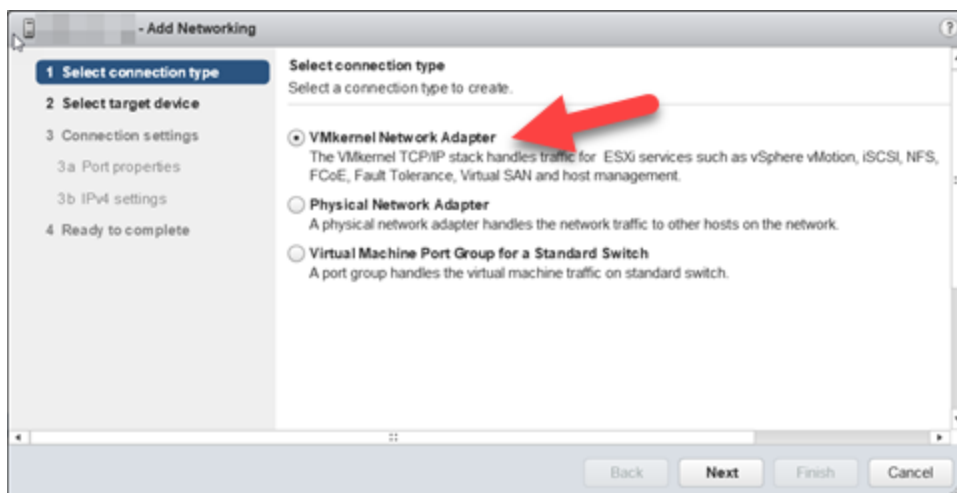 - Add Networking
?
1 Select connection type
2 Select target device
3 Connection settings
3a Port properties
3b IPv4 settings
4 Ready to complete
Select connection type
Select a connection type to create.
VMkernel Network Adapter
The VMkernel TCP/IP stack handles traffic for ESXi services such as vSphere vMotion, iSCSI, NFS,
FCoE, Fault Tolerance, Virtual SAN and host management.
Physical Network Adapter
A physical network adapter handles the network traffic to other hosts on the network.
Virtual Machine Port Group for a Standard Switch
A port group handles the virtual machine traffic on standard switch.
Back Next Finish Cancel